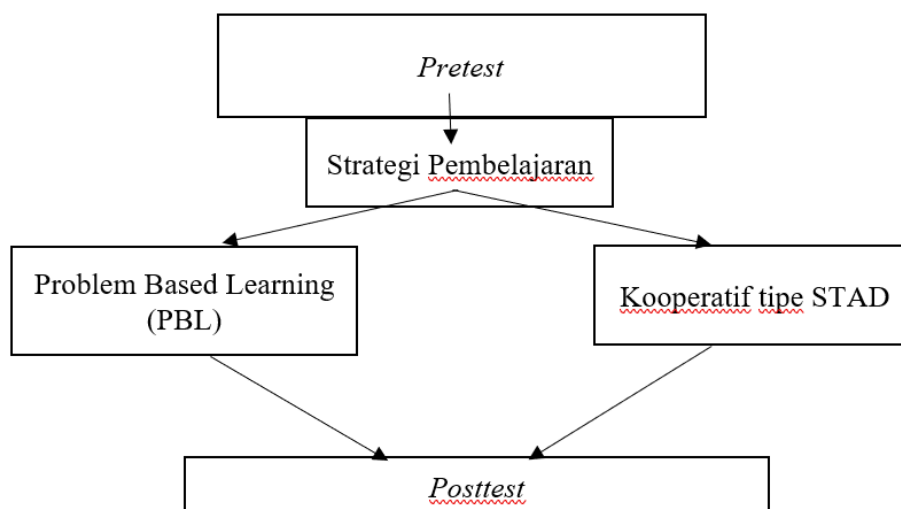 Pretest
Strategi Pembelajaran
Problem Based Learning
(PBL)
Kooperatif tipe STAD
Posttest